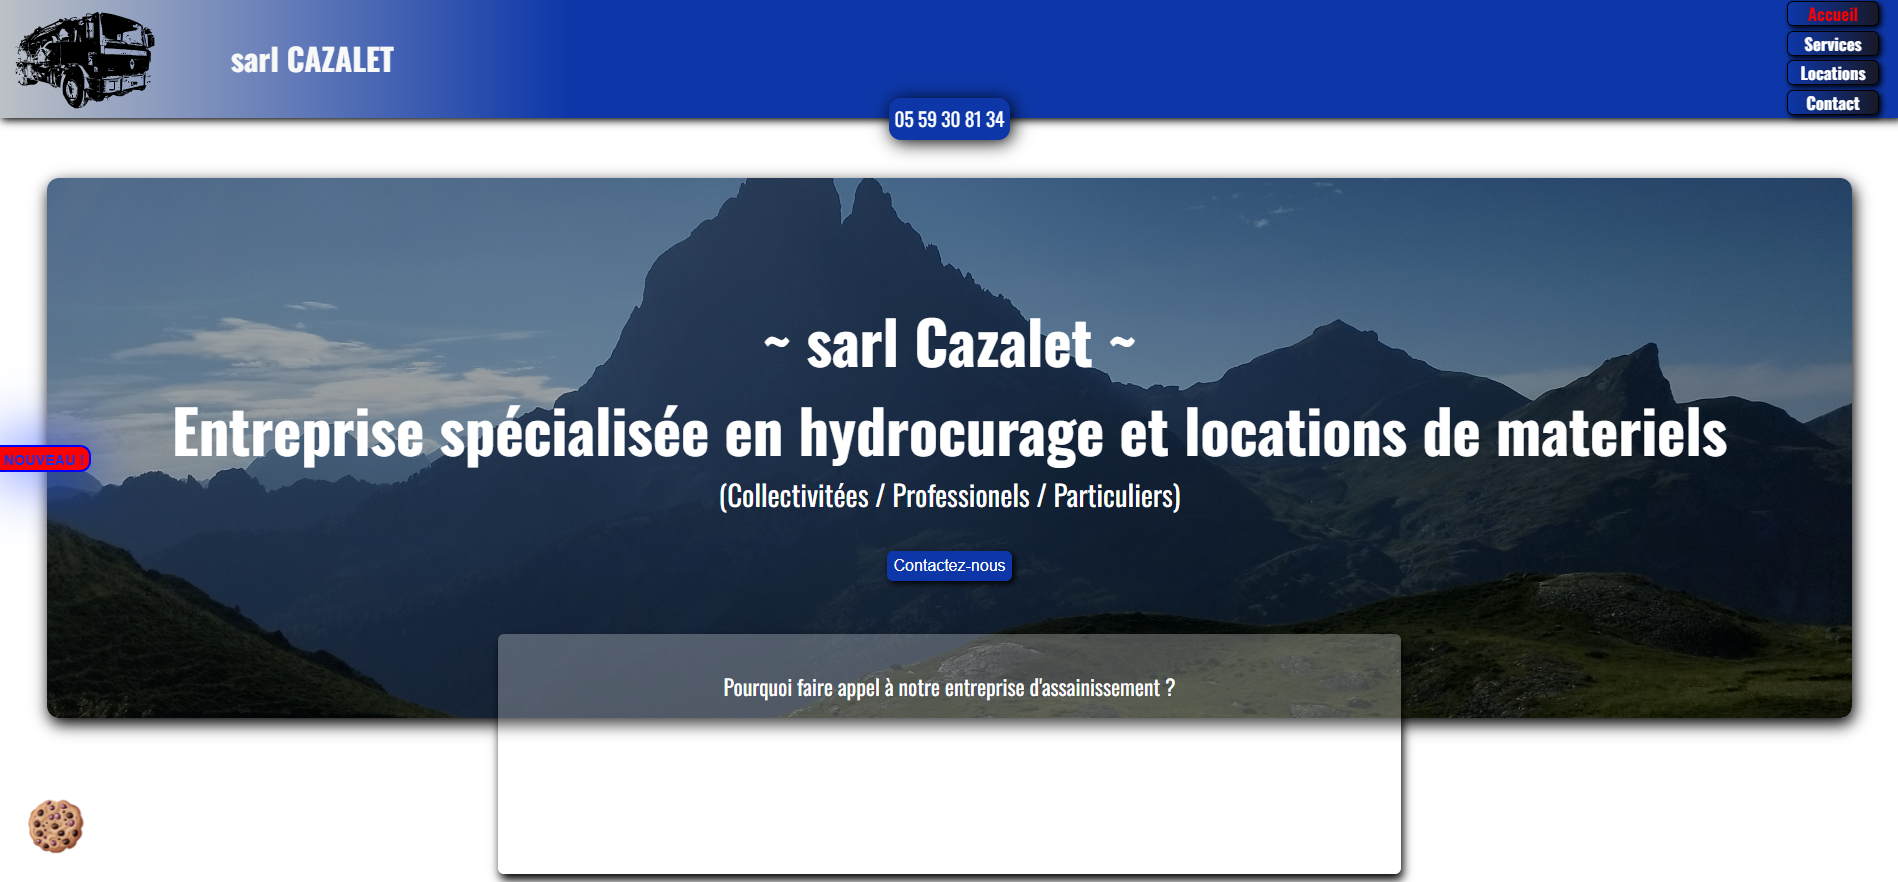 sarl CAZALET
Accueil
Services
Locations
Contact
05 59 30 81 34
~ sarl Cazalet ~
Entreprise spécialisée en hydrocurage et locations de materiels
(Collectivitées / Professionels / Particuliers)
NOUVEAU !
Contactez-nous
Pourquoi faire appel à notre entreprise d'assainissement ?